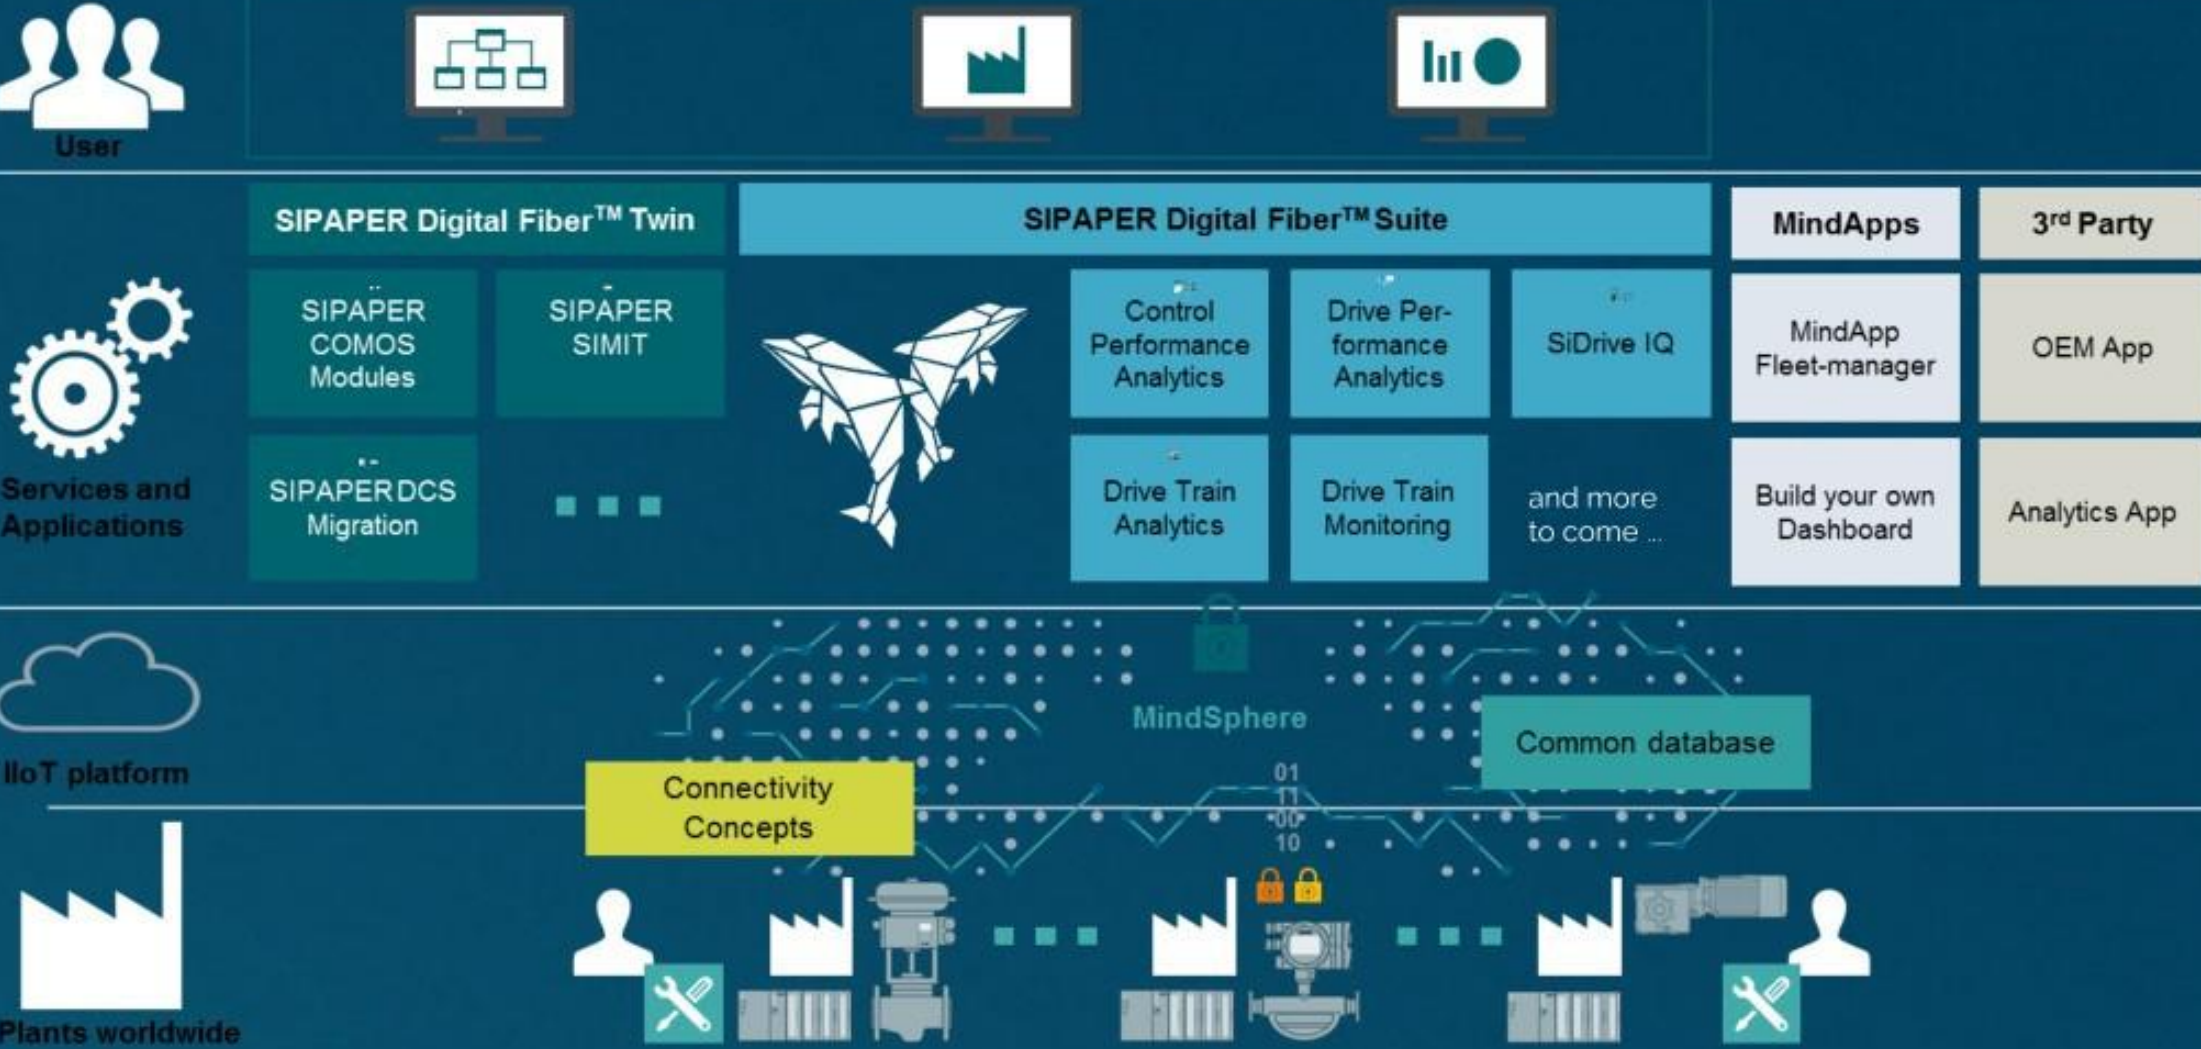 User
SIPAPER Digital Fiber™ Twin
SIPAPER Digital Fiber™ Suite
MindApps
3rd Party
SIPAPER
COMOS
Modules
SIPAPER
SIMIT
Control
Performance
Analytics
Drive Per-
formance
Analytics
SiDrive IQ
MindApp
Fleet-manager
OEM App
Services and
Applications
SIPAPER DCS
Migration
Drive Train
Analytics
Drive Train
Monitoring
and more
to come ...
Build your own
Dashboard
Analytics App
IIoT platform
MindSphere
Common database
Connectivity
Concepts
01
11
00
10
Plants worldwide